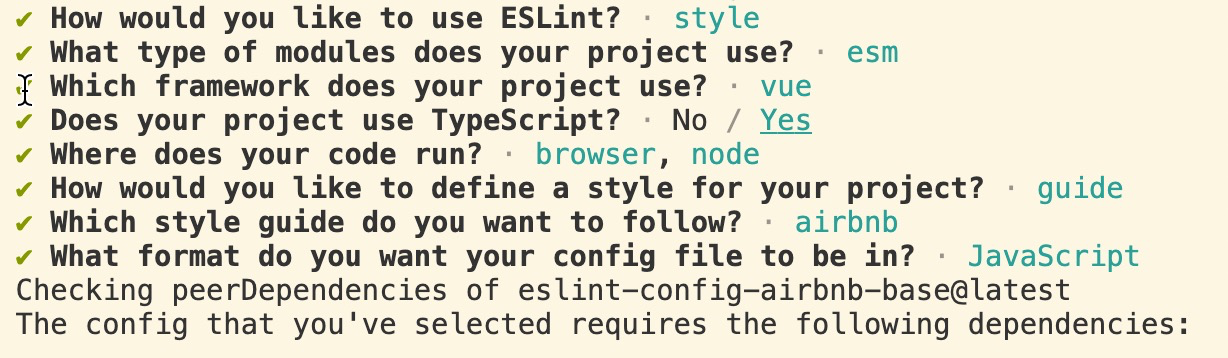 ✔ How would you like to use ESLint? · style
✔ What type of modules does your project use? · esm
✔ Which framework does your project use? · vue
✔ Does your project use TypeScript? · No / Yes
✔ Where does your code run? · browser, node
✔ How would you like to define a style for your project? · guide
✔ Which style guide do you want to follow? · airbnb
✔ What format do you want your config file to be in? · JavaScript
Checking peerDependencies of eslint-config-airbnb-base@latest
The config that you've selected requires the following dependencies: